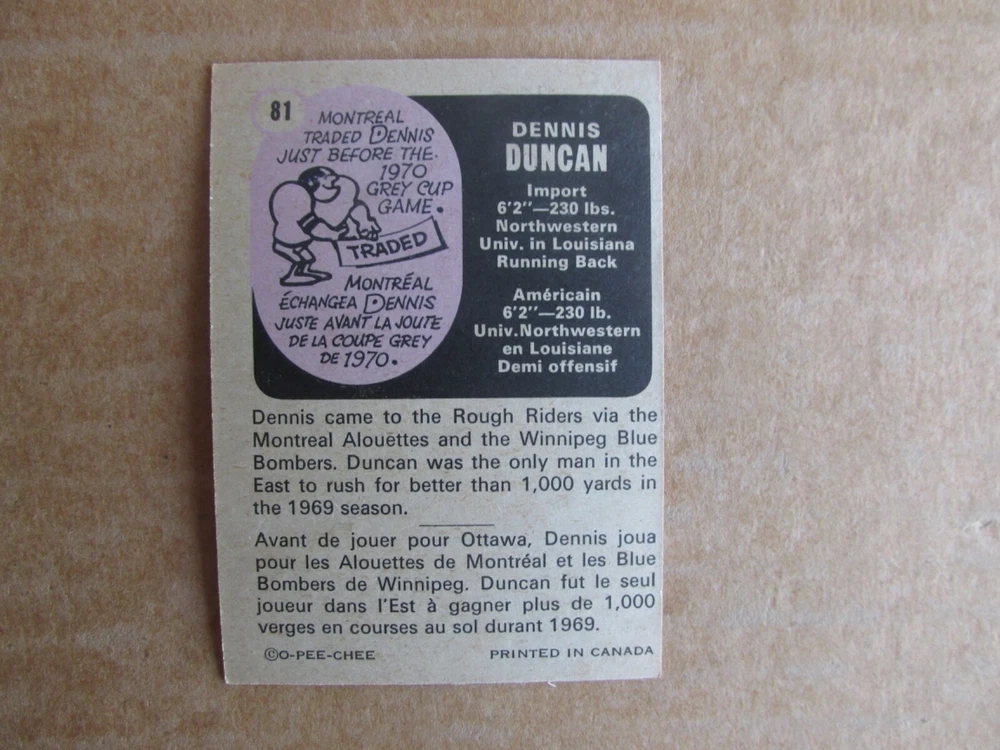 81
MONTREAL
TRADED DENNIS
JUST BEFORE THE.
1970
GREY CUP
GAME.
TRADED
MONTRÉAL
ÉCHANGEA DENNIS
JUSTE AVANT LA JOUTE
DE LA COUPE GREY
DE 1970.
DENNIS
DUNCAN
Import
6'2"—230 lbs.
Northwestern
Univ. in Louisiana
Running Back
Américain
6'2"—230 lb.
Univ.Northwestern
en Louisiane
Demi offensif
Dennis came to the Rough Riders via the
Montreal Alouëttes and the Winnipeg Blue
Bombers. Duncan was the only man in the
East to rush for better than 1,000 yards in
the 1969 season.
Avant de jouer pour Ottawa, Dennis joua
pour les Alouettes de Montréal et les Blue
Bombers de Winnipeg. Duncan fut le seul
joueur dans l'Est à gagner plus de 1,000
verges en courses au sol durant 1969.
©O-PEE-CHEE
PRINTED IN CANADA